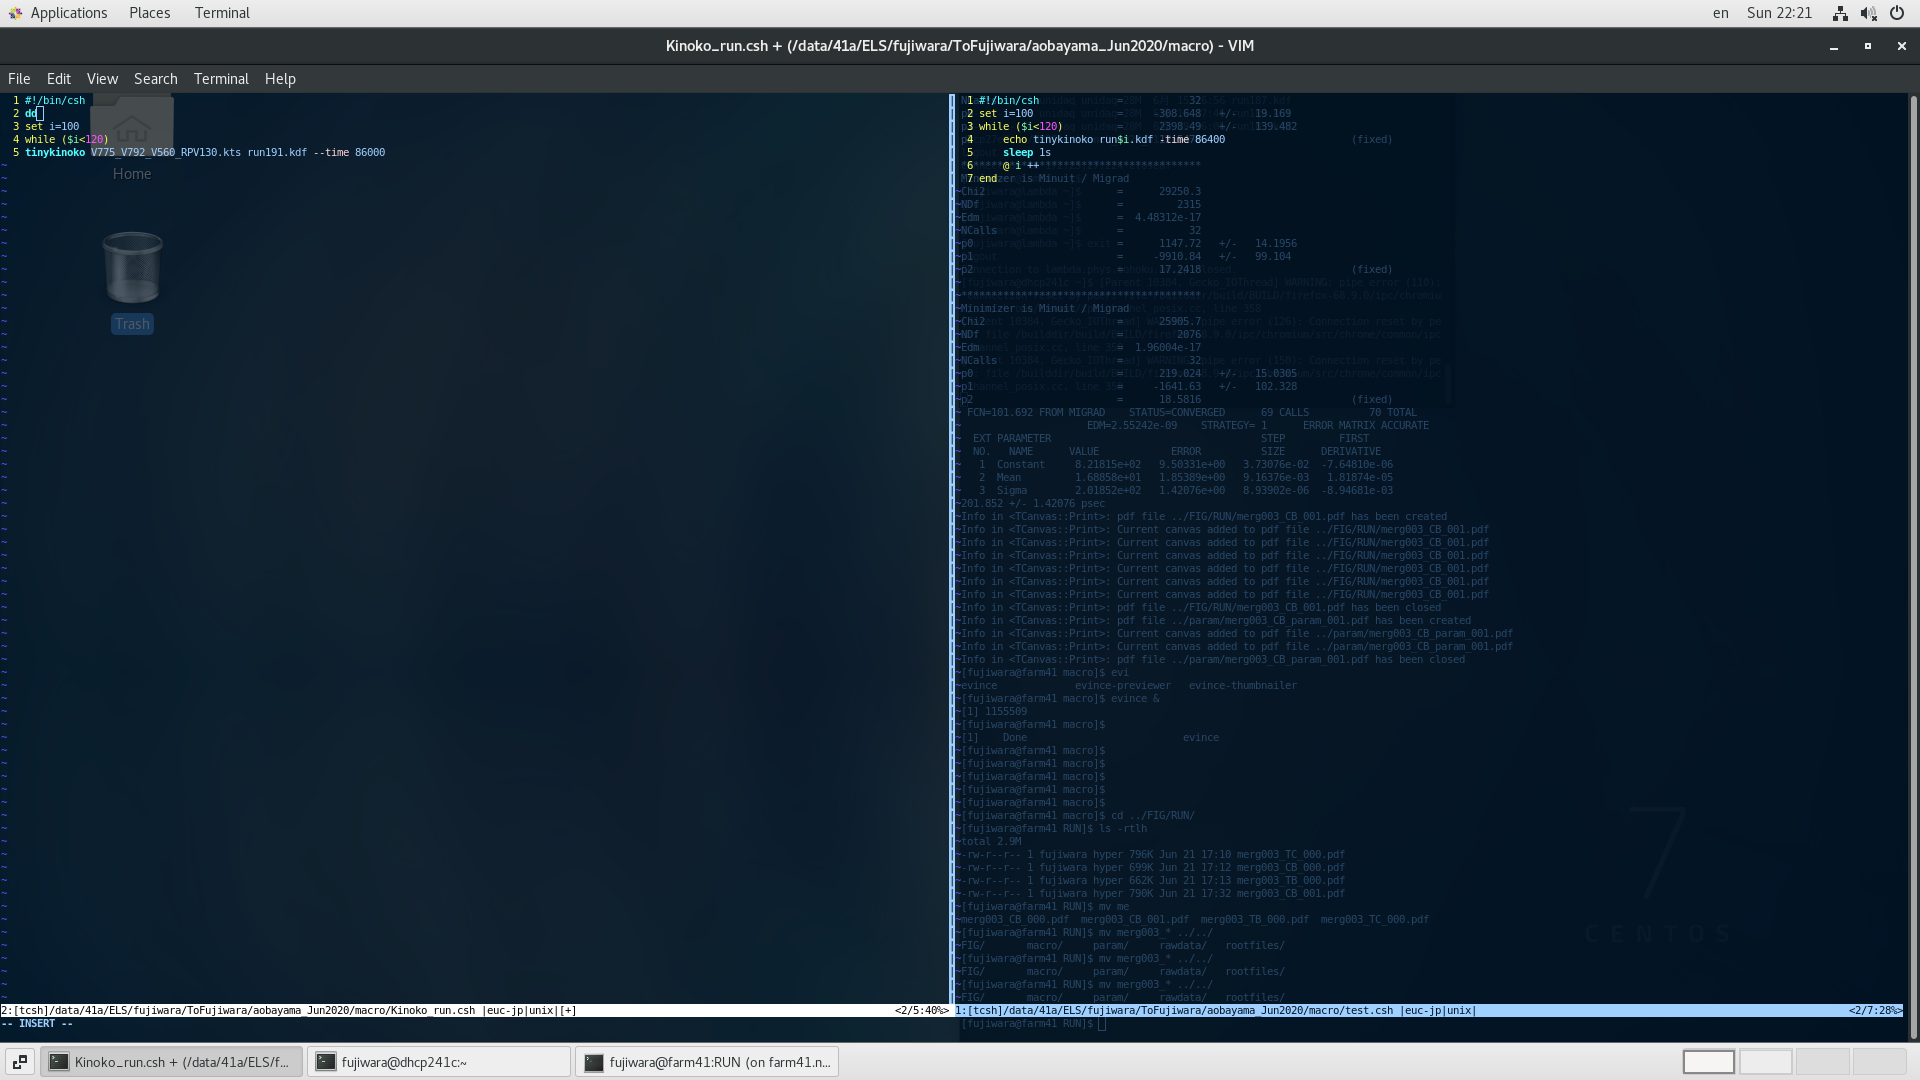 Applications Places Terminal en Sun 22:21
Kinoko_run.csh + (/data/41a/ELS/fujiwara/ToFujiwara/aobayama_Jun2020/macro) - VIM
File Edit View Search Terminal Help
1 #!/bin/csh
2 dd
3 set i=100
4 while ($i<120)
5 tinykinoko V775_V792_V560_RPV130.kts run191.kdf --time 86000
Home
Trash
1 #!/bin/csh = 32
2 set i=100 = -308.648 +/- 19.169
3 while ($i<120) = 2398.49 +/- 139.482
4 echo tinykinoko run$i.kdf -time 86400 (fixed)
5 sleep 1s
6 @ i ++
7 end
Minimizer is Minuit / Migrad
Chi2 = 29250.3
NDf = 2315
Edm = 4.48312e-17
NCalls = 32
p0 = 1147.72 +/- 14.1956
p1 = -9910.84 +/- 99.104
p2 = 17.2418 (fixed)
****************************************
Minimizer is Minuit / Migrad
Chi2 = 25905.7
NDf = 2076
Edm = 1.96004e-17
NCalls = 32
p0 = 219.024 +/- 15.0305
p1 = -1641.63 +/- 102.328
p2 = 18.5816 (fixed)
FCN=101.692 FROM MIGRAD STATUS=CONVERGED 69 CALLS 70 TOTAL
EDM=2.55242e-09 STRATEGY= 1 ERROR MATRIX ACCURATE
EXT PARAMETER STEP FIRST
NO. NAME VALUE ERROR SIZE DERIVATIVE
1 Constant 8.21815e+02 9.50331e+00 3.73076e-02 -7.64810e-06
2 Mean 1.68858e+01 1.85389e+00 9.16376e-03 1.81874e-05
3 Sigma 2.01852e+02 1.42076e+00 8.93902e-06 -8.94681e-03
201.852 +/- 1.42076 psec
Info in <TCanvas::Print>: pdf file ../FIG/RUN/merg003_CB_001.pdf has been created
Info in <TCanvas::Print>: Current canvas added to pdf file ../FIG/RUN/merg003_CB_001.pdf
Info in <TCanvas::Print>: Current canvas added to pdf file ../FIG/RUN/merg003_CB_001.pdf
Info in <TCanvas::Print>: Current canvas added to pdf file ../FIG/RUN/merg003_CB_001.pdf
Info in <TCanvas::Print>: Current canvas added to pdf file ../FIG/RUN/merg003_CB_001.pdf
Info in <TCanvas::Print>: Current canvas added to pdf file ../FIG/RUN/merg003_CB_001.pdf
Info in <TCanvas::Print>: Current canvas added to pdf file ../FIG/RUN/merg003_CB_001.pdf
Info in <TCanvas::Print>: pdf file ../FIG/RUN/merg003_CB_001.pdf has been closed
Info in <TCanvas::Print>: pdf file ../param/merg003_CB_param_001.pdf has been created
Info in <TCanvas::Print>: Current canvas added to pdf file ../param/merg003_CB_param_001.pdf
Info in <TCanvas::Print>: Current canvas added to pdf file ../param/merg003_CB_param_001.pdf
Info in <TCanvas::Print>: pdf file ../param/merg003_CB_param_001.pdf has been closed
[fujiwara@farm41 macro]$ evi
evince evince-previewer evince-thumbnailer
[fujiwara@farm41 macro]$ evince &
[1] 1155509
[fujiwara@farm41 macro]$
[1] Done evince
[fujiwara@farm41 macro]$
[fujiwara@farm41 macro]$
[fujiwara@farm41 macro]$
[fujiwara@farm41 macro]$
[fujiwara@farm41 macro]$
[fujiwara@farm41 macro]$ cd ../FIG/RUN/
[fujiwara@farm41 RUN]$ ls -rtlh
total 2.9M
-rw-r--r-- 1 fujiwara hyper 796K Jun 21 17:10 merg003_TC_000.pdf
-rw-r--r-- 1 fujiwara hyper 699K Jun 21 17:12 merg003_CB_000.pdf
-rw-r--r-- 1 fujiwara hyper 662K Jun 21 17:13 merg003_TB_000.pdf
-rw-r--r-- 1 fujiwara hyper 790K Jun 21 17:32 merg003_CB_001.pdf
[fujiwara@farm41 RUN]$ mv me
merg003_CB_000.pdf merg003_CB_001.pdf merg003_TB_000.pdf merg003_TC_000.pdf
[fujiwara@farm41 RUN]$ mv merg003_* ../../
FIG/ macro/ param/ rawdata/ rootfiles/
[fujiwara@farm41 RUN]$ mv merg003_* ../../
FIG/ macro/ param/ rawdata/ rootfiles/
[fujiwara@farm41 RUN]$ mv merg003_* ../../
FIG/ macro/ param/ rawdata/ rootfiles/
7
CENTOS
2:[tcsh]/data/41a/ELS/fujiwara/ToFujiwara/aobayama_Jun2020/macro/Kinoko_run.csh |euc-jp|unix|[+] <2/5:40%>
1:[tcsh]/data/41a/ELS/fujiwara/ToFujiwara/aobayama_Jun2020/macro/test.csh |euc-jp|unix| <2/7:28%>
-- INSERT --
[fujiwara@farm41 RUN]$
Kinoko_run.csh + (/data/41a/ELS/f...
fujiwara@dhcp241c:~
fujiwara@farm41:RUN (on farm41.n...